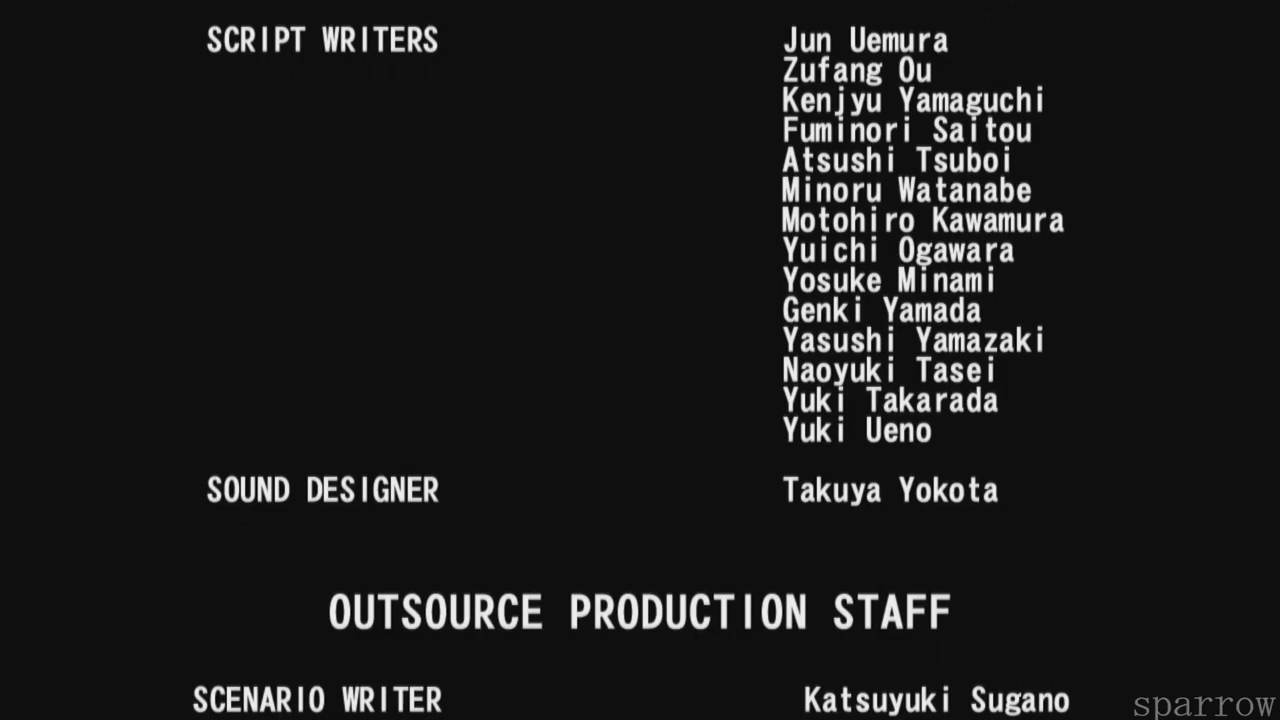 SCRIPT WRITERS Jun Uemura
Zufang Ou
Kenjyu Yamaguchi
Fuminori Saitou
Atsushi Tsuboi
Minoru Watanabe
Motohiro Kawamura
Yuichi Ogawara
Yosuke Minami
Genki Yamada
Yasushi Yamazaki
Naoyuki Tasei
Yuki Takarada
Yuki Ueno
SOUND DESIGNER Takuya Yokota
OUTSOURCE PRODUCTION STAFF
SCENARIO WRITER Katsuyuki Sugano
sparrow